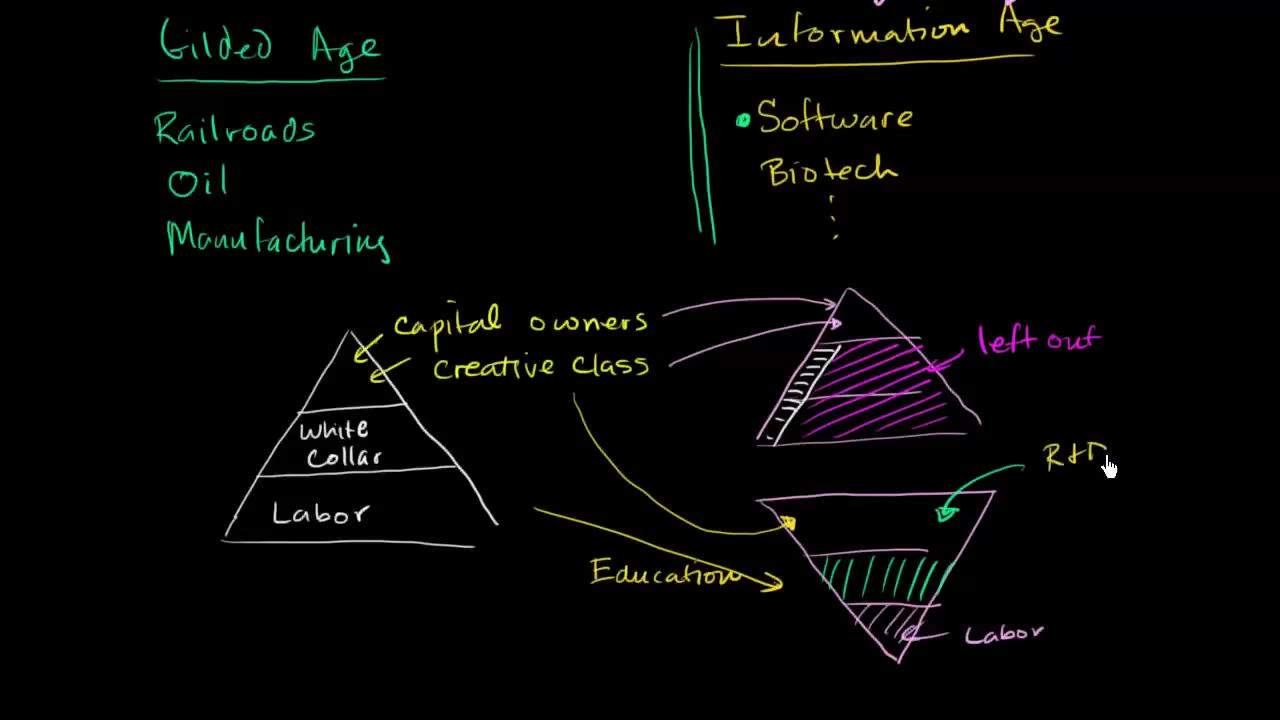 Gilded Age
Railroads
Oil
Manufacturing
Information Age
Software
Biotech
capital owners
creative class
White
Collar
Labor
left out
R+D
Education
Labor